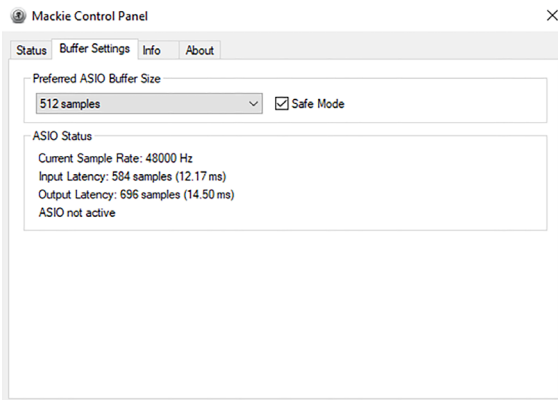 Mackie Control Panel
Status Buffer Settings Info About
Preferred ASIO Buffer Size
512 samples Safe Mode
ASIO Status
Current Sample Rate: 48000 Hz
Input Latency: 584 samples (12.17 ms)
Output Latency: 696 samples (14.50 ms)
ASIO not active